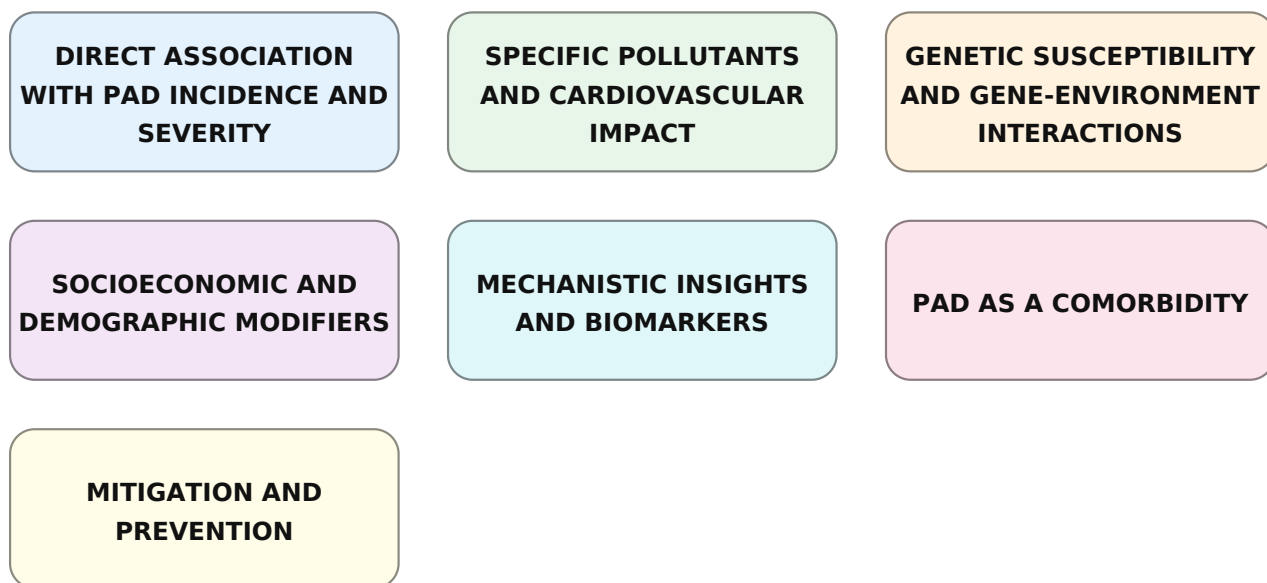 DIRECT ASSOCIATION
WITH PAD INCIDENCE AND
SEVERITY
SPECIFIC POLLUTANTS
AND CARDIOVASCULAR
IMPACT
GENETIC SUSCEPTIBILITY
AND GENE-ENVIRONMENT
INTERACTIONS
SOCIOECONOMIC AND
DEMOGRAPHIC MODIFIERS
MECHANISTIC INSIGHTS
AND BIOMARKERS
PAD AS A COMORBIDITY
MITIGATION AND
PREVENTION